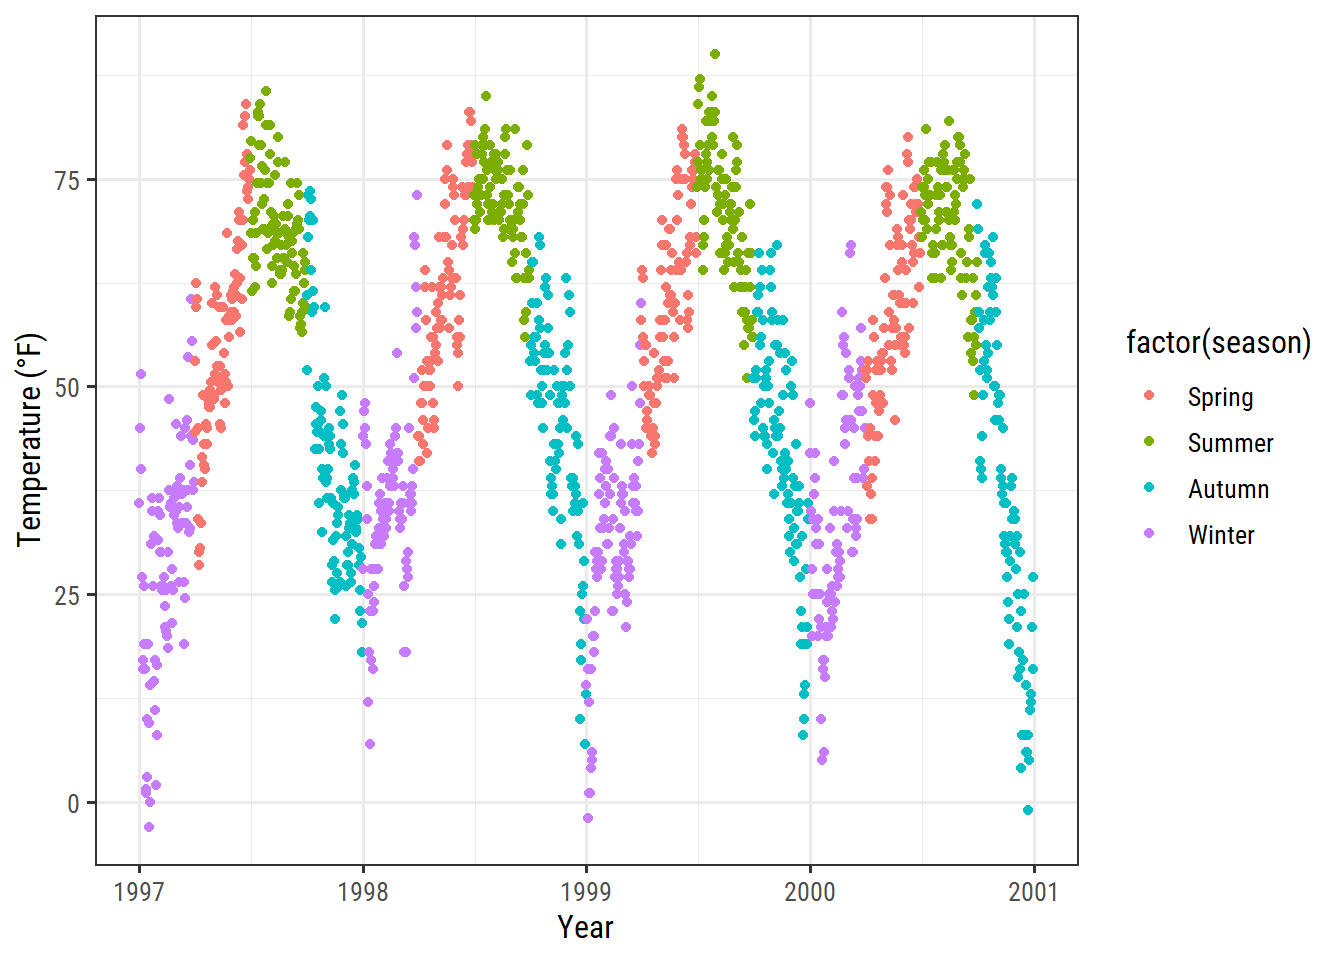 75
50
25
0
Temperature (°F)
1997 1998 1999 2000 2001
Year
factor(season)
Spring
Summer
Autumn
Winter